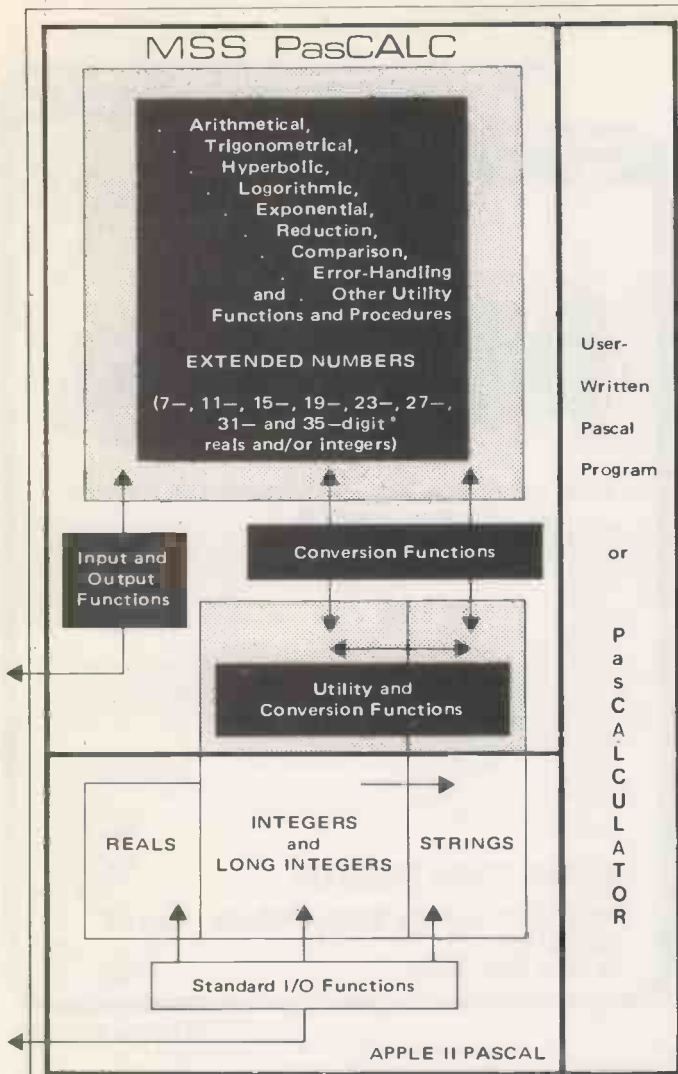 MSS PasCALC
. Arithmetical,
. Trigonometrical,
. Hyperbolic,
. Logorithmic,
. Exponential,
. Reduction,
. Comparison,
. Error-Handling
and . Other Utility
Functions and Procedures
EXTENDED NUMBERS
(7—, 11—, 15—, 19—, 23—, 27—,
31— and 35—digit*
reals and/or integers)
Input and
Output
Functions
Conversion Functions
Utility and
Conversion Functions
REALS
INTEGERS
and
LONG INTEGERS
STRINGS
Standard I/O Functions
APPLE II PASCAL
User-
Written
Pascal
Program
or
P
a
s
C
A
L
C
U
L
A
T
O
R